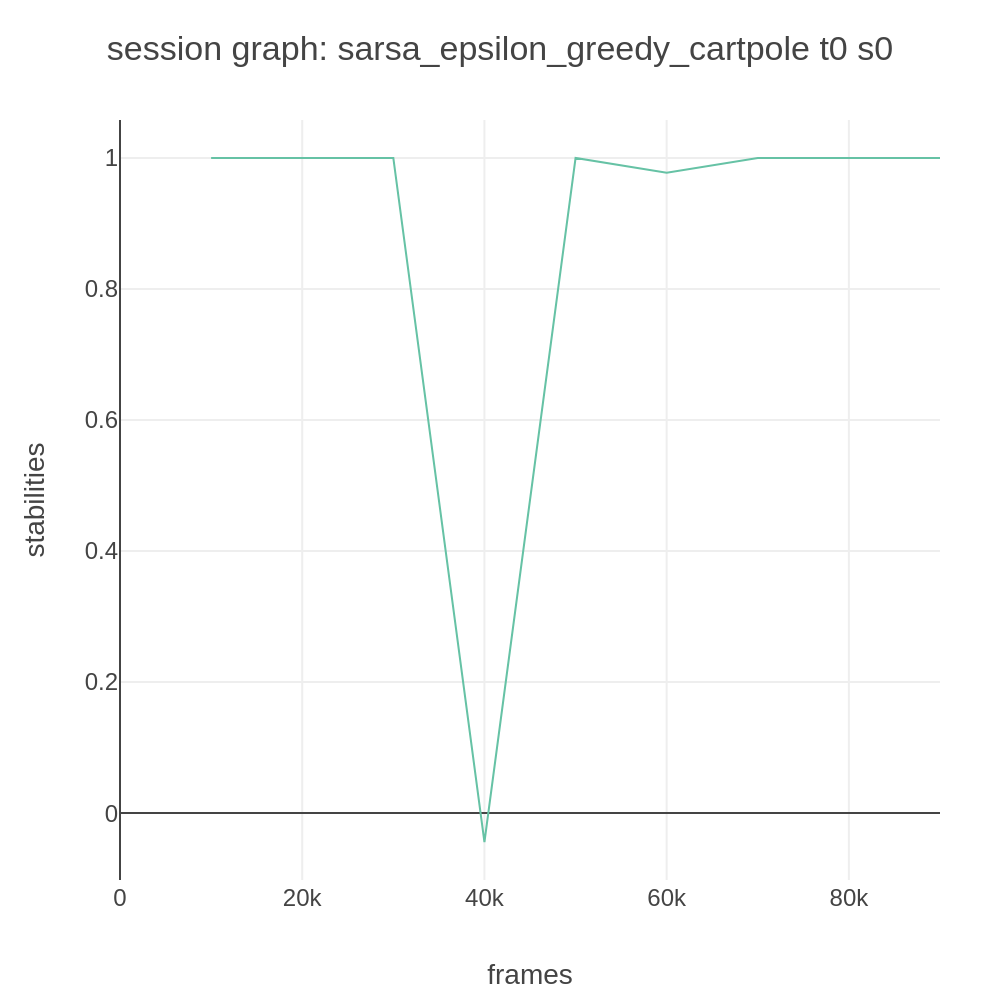 session graph: sarsa_epsilon_greedy_cartpole t0 s0
1
0.8
0.6
0.4
0.2
0
stabilities
0
20k
40k
60k
80k
frames